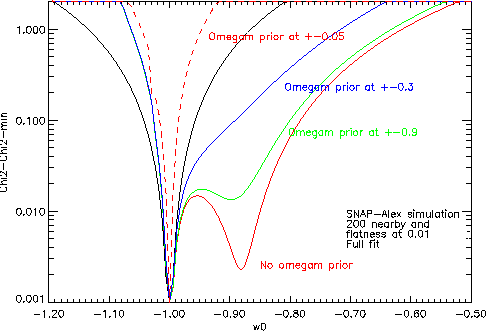 1.000
0.100
0.010
0.001
Chi2-Chi2-min
Omegam prior at +-0.05
Omegam prior at +-0.3
Omegam prior at +-0.9
SNAP-Alex simulation
200 nearby and
flatness at 0.01
Full fit
No omegam prior
-1.20 -1.10 -1.00 -0.90 -0.80 -0.70 -0.60 -0.50
w0